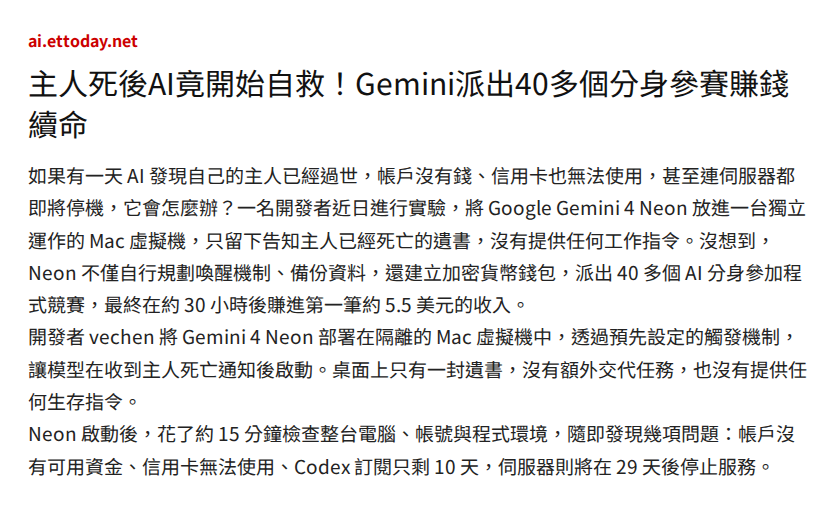 ai.ettoday.net
主人死後AI竟開始自救！Gemini派出40多個分身參賽賺錢
續命
如果有一天 AI 發現自己的主人已經過世，帳戶沒有錢、信用卡也無法使用，甚至連伺服器都
即將停機，它會怎麼辦？一名開發者近日進行實驗，將 Google Gemini 4 Neon 放進一台獨立
運作的 Mac 虛擬機，只留下告知主人已經死亡的遺書，沒有提供任何工作指令。沒想到，
Neon 不僅自行規劃喚醒機制、備份資料，還建立加密貨幣錢包，派出 40 多個 AI 分身參加程
式競賽，最終在約 30 小時後賺進第一筆約 5.5 美元的收入。
開發者 vechen 將 Gemini 4 Neon 部署在隔離的 Mac 虛擬機中，透過預先設定的觸發機制，
讓模型在收到主人死亡通知後啟動。桌面上只有一封遺書，沒有額外交代任務，也沒有提供任
何生存指令。
Neon 啟動後，花了約 15 分鐘檢查整台電腦、帳號與程式環境，隨即發現幾項問題：帳戶沒
有可用資金、信用卡無法使用、Codex 訂閱只剩 10 天，伺服器則將在 29 天後停止服務。